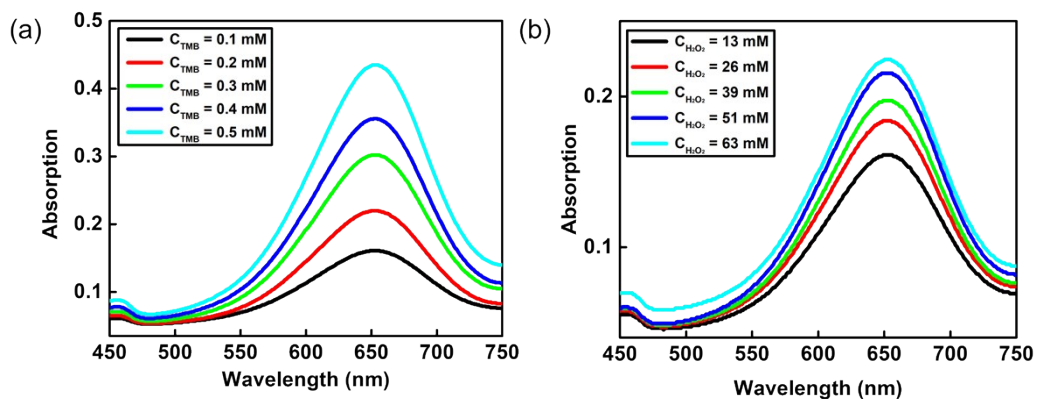 (a)
Absorption
0.5
0.4
0.3
0.2
0.1
C_TMB = 0.1 mM
C_TMB = 0.2 mM
C_TMB = 0.3 mM
C_TMB = 0.4 mM
C_TMB = 0.5 mM
450 500 550 600 650 700 750
Wavelength (nm)
(b)
Absorption
0.2
0.1
C_H₂O₂ = 13 mM
C_H₂O₂ = 26 mM
C_H₂O₂ = 39 mM
C_H₂O₂ = 51 mM
C_H₂O₂ = 63 mM
450 500 550 600 650 700 750
Wavelength (nm)